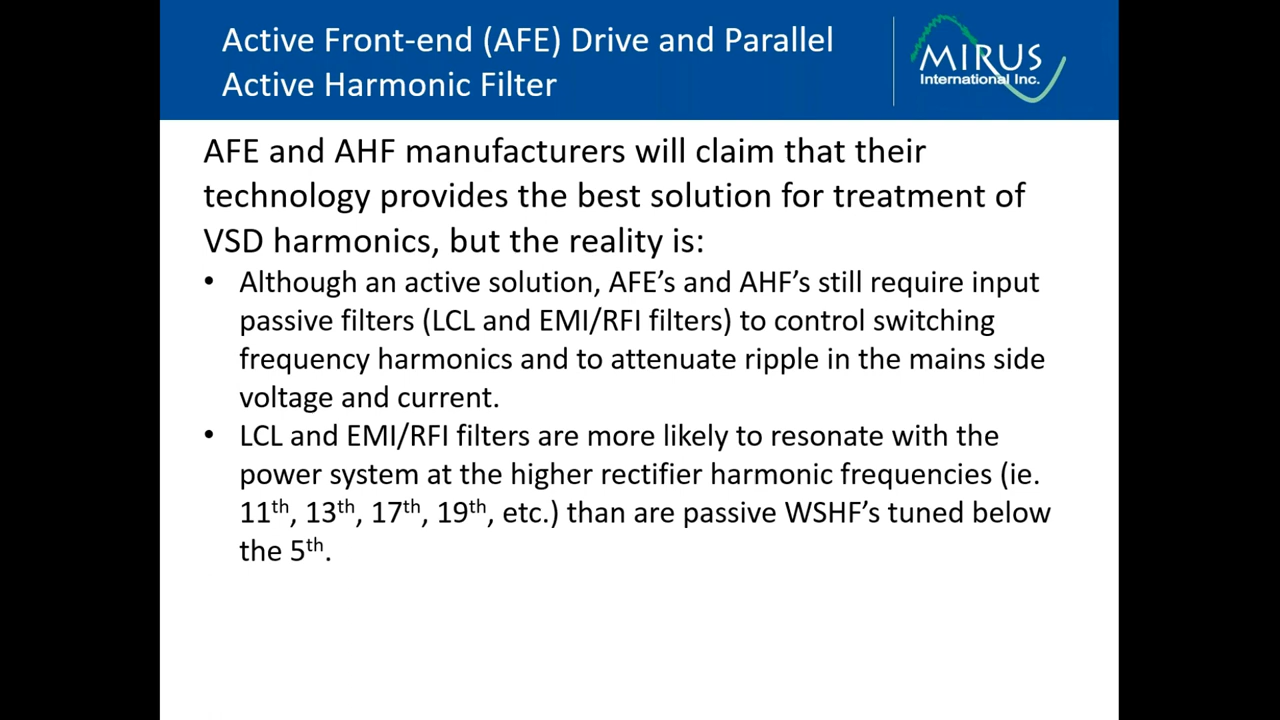 Active Front-end (AFE) Drive and Parallel
Active Harmonic Filter
MIRUS
International Inc.
AFE and AHF manufacturers will claim that their
technology provides the best solution for treatment of
VSD harmonics, but the reality is:
• Although an active solution, AFE’s and AHF’s still require input
passive filters (LCL and EMI/RFI filters) to control switching
frequency harmonics and to attenuate ripple in the mains side
voltage and current.
• LCL and EMI/RFI filters are more likely to resonate with the
power system at the higher rectifier harmonic frequencies (ie.
11th, 13th, 17th, 19th, etc.) than are passive WSHF’s tuned below
the 5th.